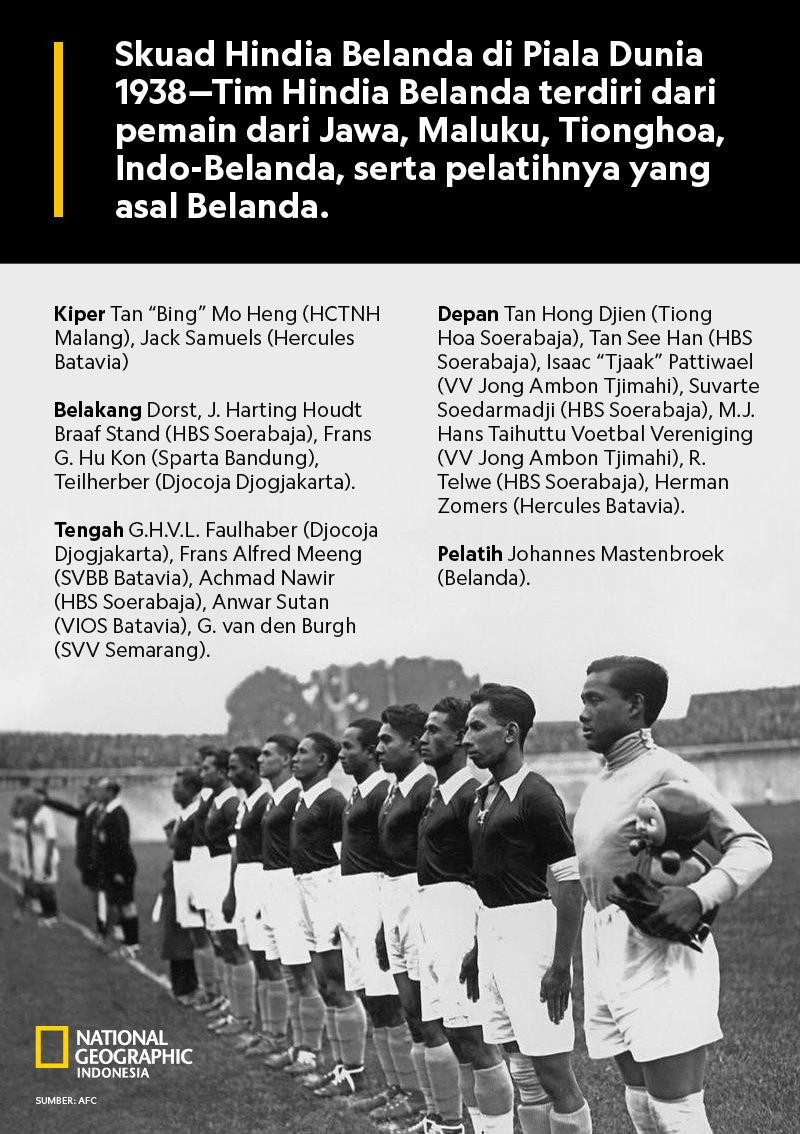 Skuad Hindia Belanda di Piala Dunia
1938—Tim Hindia Belanda terdiri dari
pemain dari Jawa, Maluku, Tionghoa,
Indo-Belanda, serta pelatihnya yang
asal Belanda.
Kiper Tan “Bing” Mo Heng (HCTNH
Malang), Jack Samuels (Hercules
Batavia)
Belakang Dorst, J. Harting Houdt
Braaf Stand (HBS Soerabaja), Frans
G. Hu Kon (Sparta Bandung),
Teilherber (Djocoja Djogjakarta).
Tengah G.H.V.L. Faulhaber (Djocoja
Djogjakarta), Frans Alfred Meeng
(SVBB Batavia), Achmad Nawir
(HBS Soerabaja), Anwar Sutan
(VIOS Batavia), G. van den Burgh
(SVV Semarang).
Depan Tan Hong Djien (Tiong
Hoa Soerabaja), Tan See Han (HBS
Soerabaja), Isaac “Tjaak” Pattiwael
(VV Jong Ambon Tjimahi), Suvarte
Soedarmadji (HBS Soerabaja), M.J.
Hans Taihuttu Voetbal Vereniging
(VV Jong Ambon Tjimahi), R.
Telwe (HBS Soerabaja), Herman
Zomers (Hercules Batavia).
Pelatih Johannes Mastenbroek
(Belanda).
NATIONAL
GEOGRAPHIC
INDONESIA
SUMBER: AFC